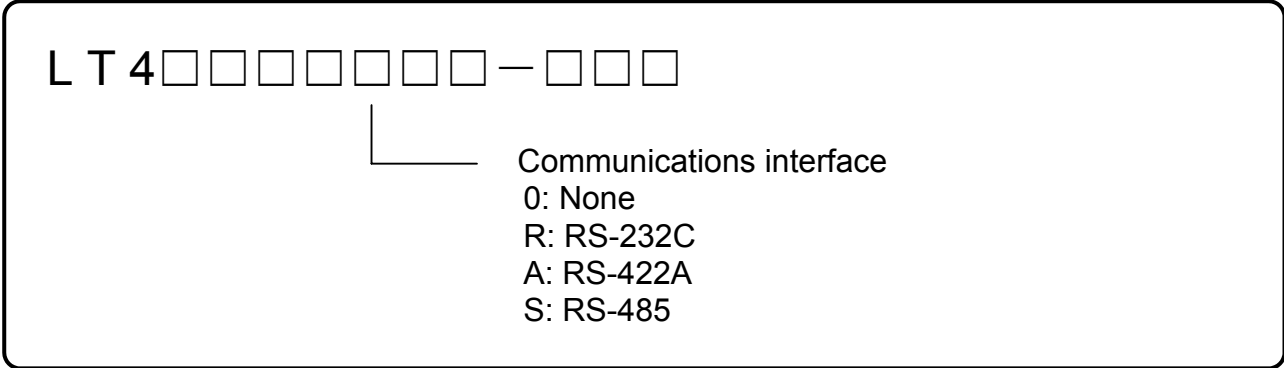 LT4□□□□□□□－□□□
Communications interface
0: None
R: RS-232C
A: RS-422A
S: RS-485